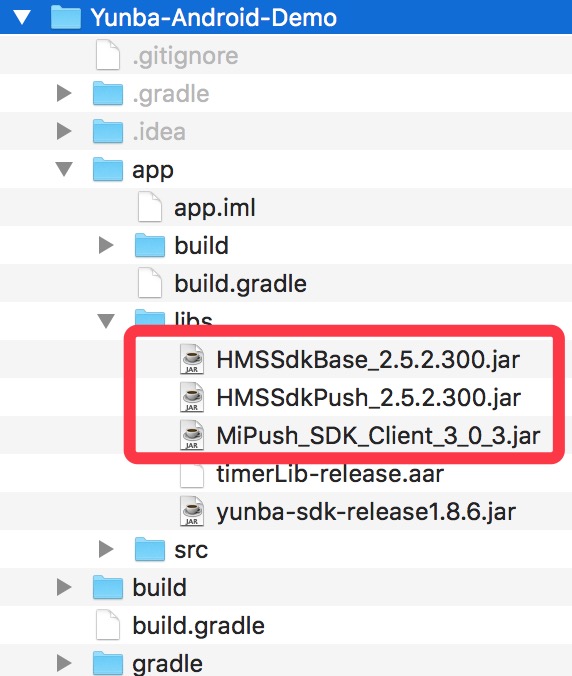 Yunba-Android-Demo
.gitignore
.gradle
.idea
app
app.iml
build
build.gradle
libs
JAR HMSSdkBase_2.5.2.300.jar
JAR HMSSdkPush_2.5.2.300.jar
JAR MiPush_SDK_Client_3_0_3.jar
timerLib-release.aar
JAR yunba-sdk-release1.8.6.jar
src
build
build.gradle
gradle